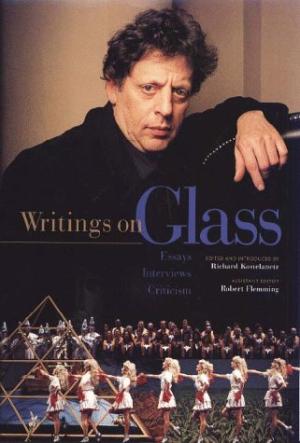 Writings on Glass
Essays
Interviews
Criticism
EDITED AND INTRODUCED BY
Richard Kostelanetz
ASSISTANT EDITOR
Robert Flemming